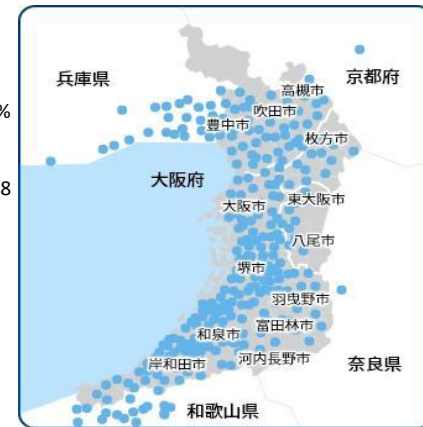 兵庫県
京都府
高槻市
%
吹田市
豊中市
枚方市
大阪府
8
東大阪市
大阪市
八尾市
堺市
羽曳野市
富田林市
和泉市
河内長野市
岸和田市
奈良県
和歌山県